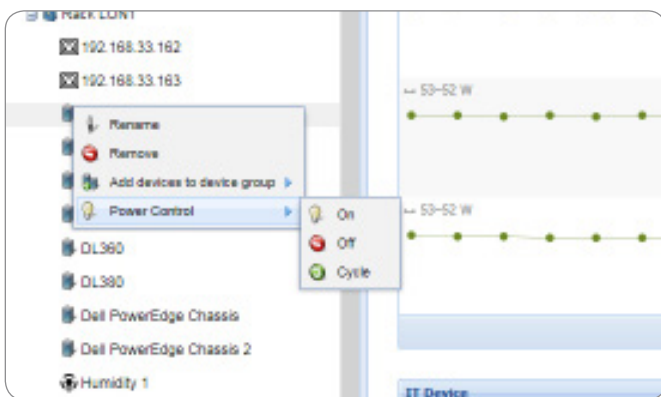 Rack LON1
192.168.33.162
192.168.33.163
Rename
Remove
Add devices to device group
Power Control
On
Off
Cycle
DL360
DL380
Dell PowerEdge Chassis
Dell PowerEdge Chassis 2
Humidity 1
53-52 W
53-52 W
IT Device